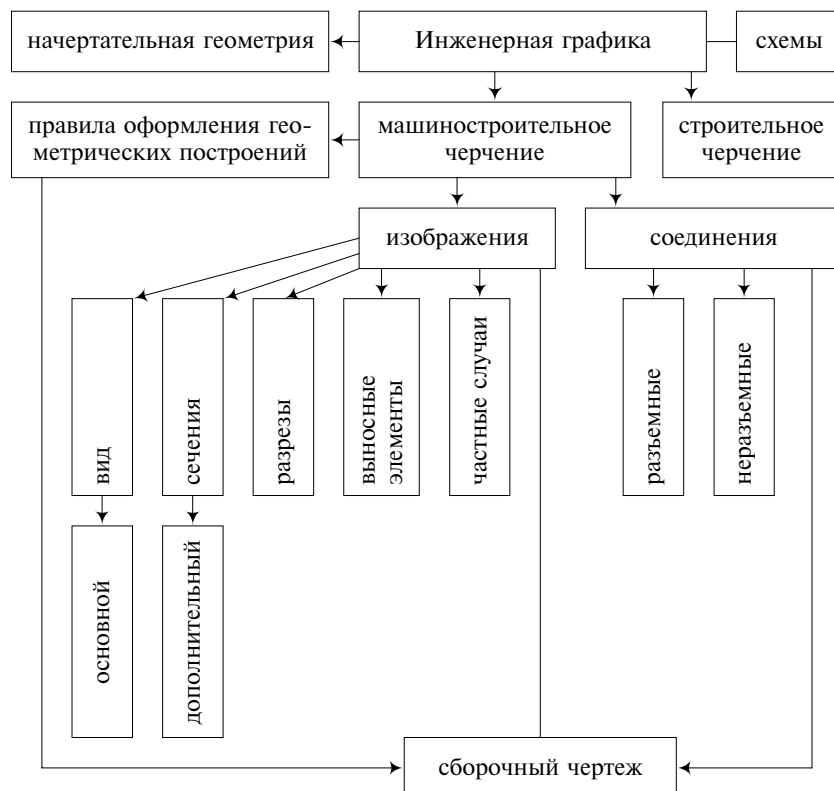 начертательная геометрия
Инженерная графика
схемы
правила оформления гео-
метрических построений
машиностроительное
черчение
строительное
черчение
изображения
соединения
вид
сечения
разрезы
выносные
элементы
частные случаи
разъемные
неразъемные
основной
дополнительный
сборочный чертеж